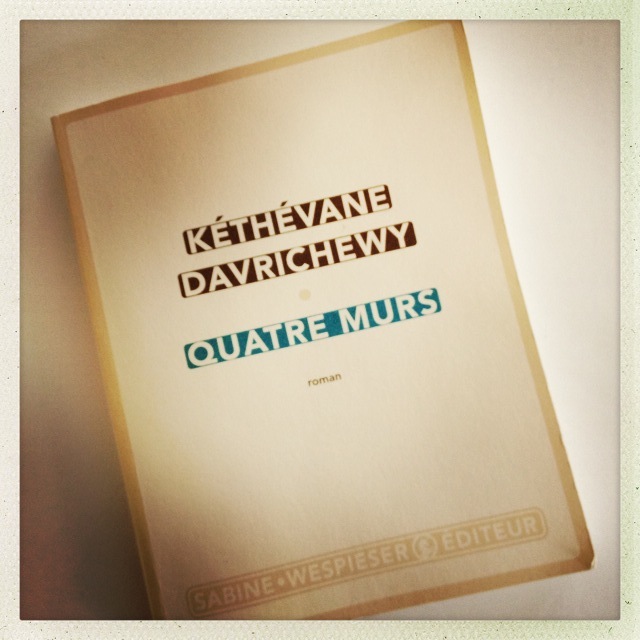 KÉTHÉVANE
DAVRICHEWY
QUATRE MURS
roman
SABINE • WESPIESER ÉDITEUR